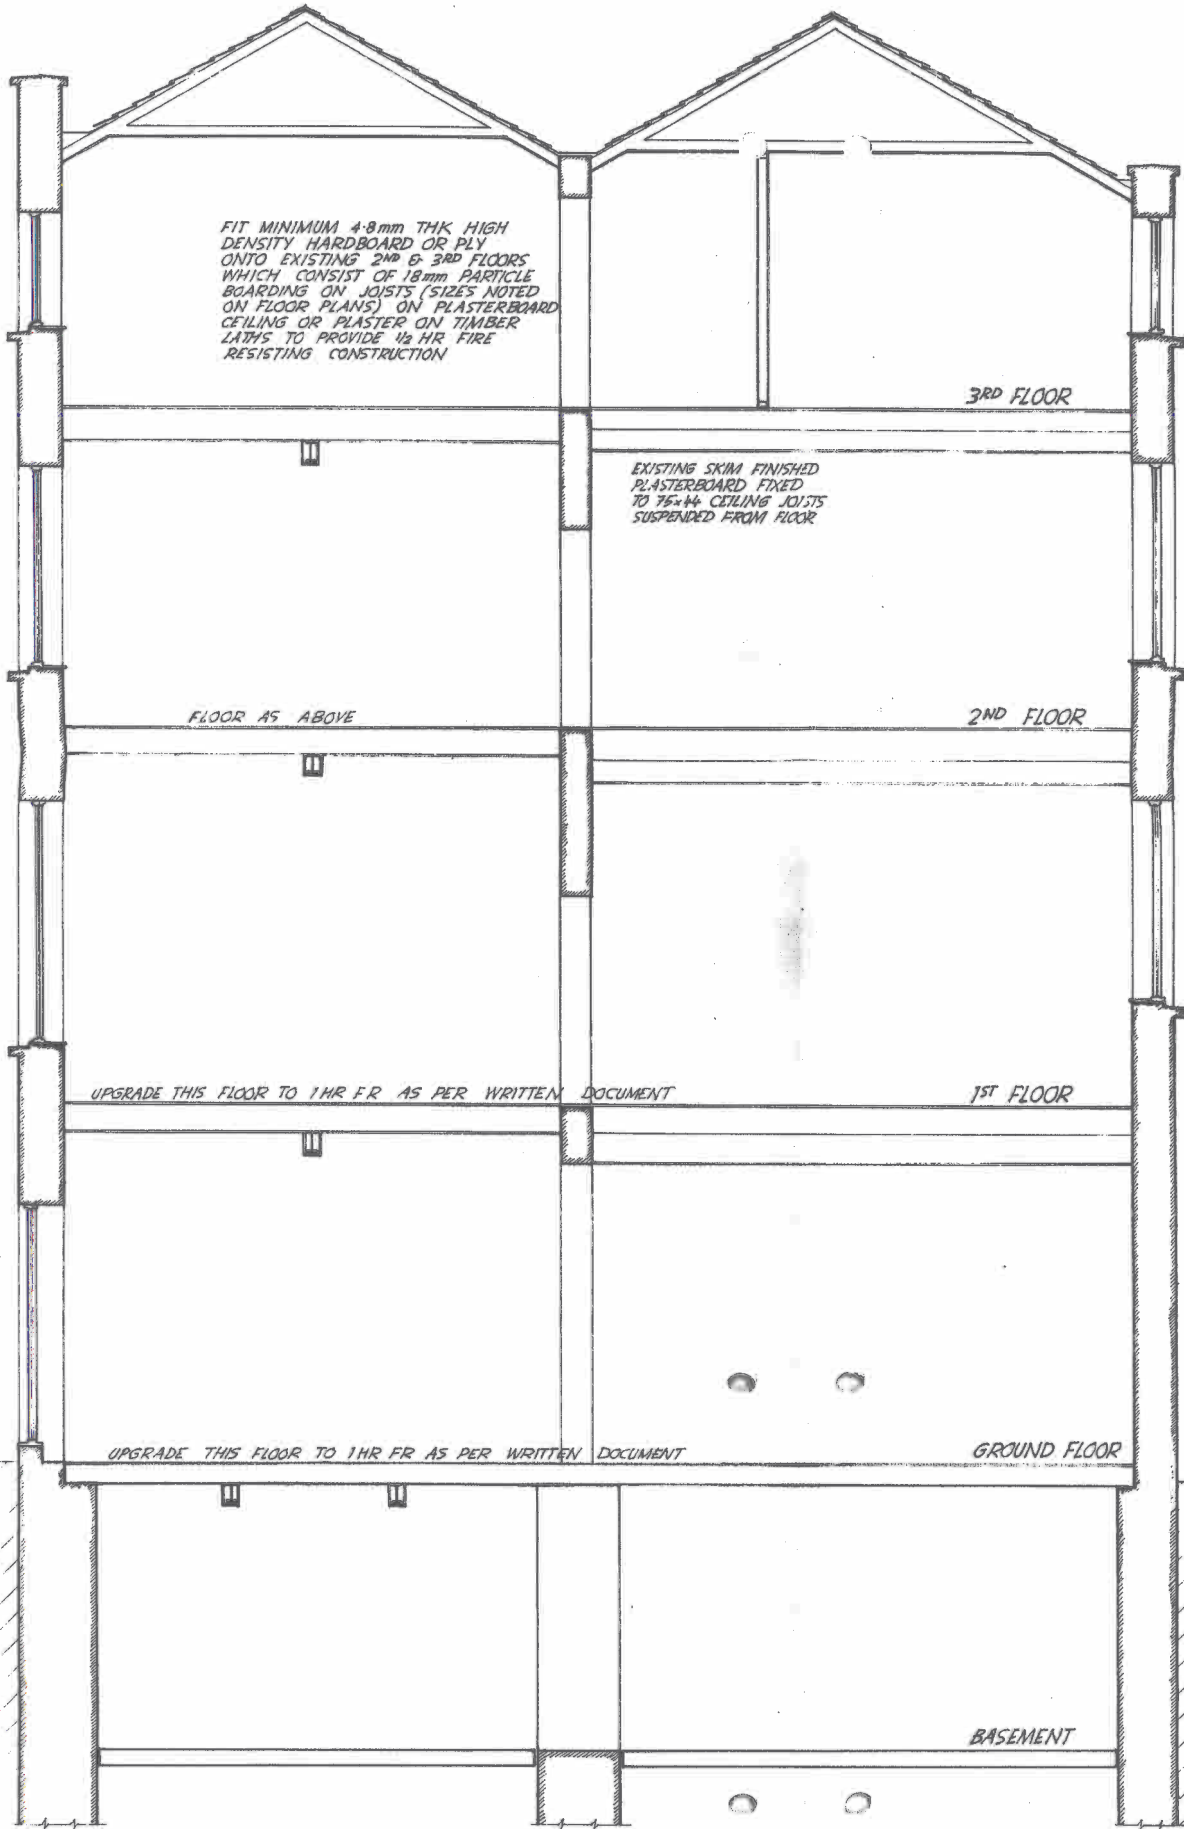 FIT MINIMUM 4·8mm THK HIGH
DENSITY HARDBOARD OR PLY
ONTO EXISTING 2ND & 3RD FLOORS
WHICH CONSIST OF 18mm PARTICLE
BOARDING ON JOISTS (SIZES NOTED
ON FLOOR PLANS) ON PLASTERBOARD
CEILING OR PLASTER ON TIMBER
LATHS TO PROVIDE 1/2 HR FIRE
RESISTING CONSTRUCTION
3RD FLOOR
EXISTING SKIM FINISHED
PLASTERBOARD FIXED
TO 75x44 CEILING JOISTS
SUSPENDED FROM FLOOR
FLOOR AS ABOVE
2ND FLOOR
UPGRADE THIS FLOOR TO 1HR FR AS PER WRITTEN DOCUMENT
1ST FLOOR
UPGRADE THIS FLOOR TO 1HR FR AS PER WRITTEN DOCUMENT
GROUND FLOOR
BASEMENT